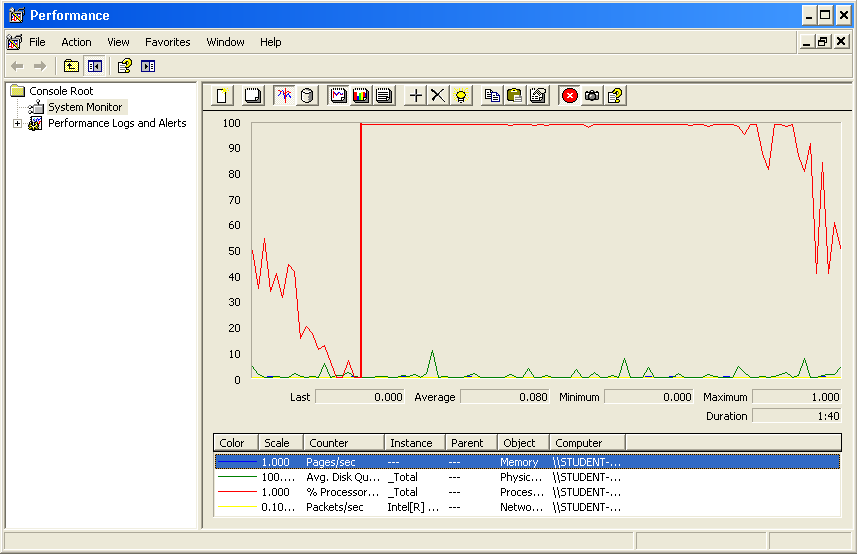 Performance
File Action View Favorites Window Help
Console Root
System Monitor
Performance Logs and Alerts
100
90
80
70
60
50
40
30
20
10
0
Last 0.000 Average 0.080 Minimum 0.000 Maximum 1.000
Duration 1:40
Color Scale Counter Instance Parent Object Computer
1.000 Pages/sec --- --- Memory \\STUDENT-...
100.... Avg. Disk Qu... _Total --- Physic... \\STUDENT-...
1.000 % Processor... _Total --- Proces... \\STUDENT-...
0.10... Packets/sec Intel[R] ... --- Netwo... \\STUDENT-...